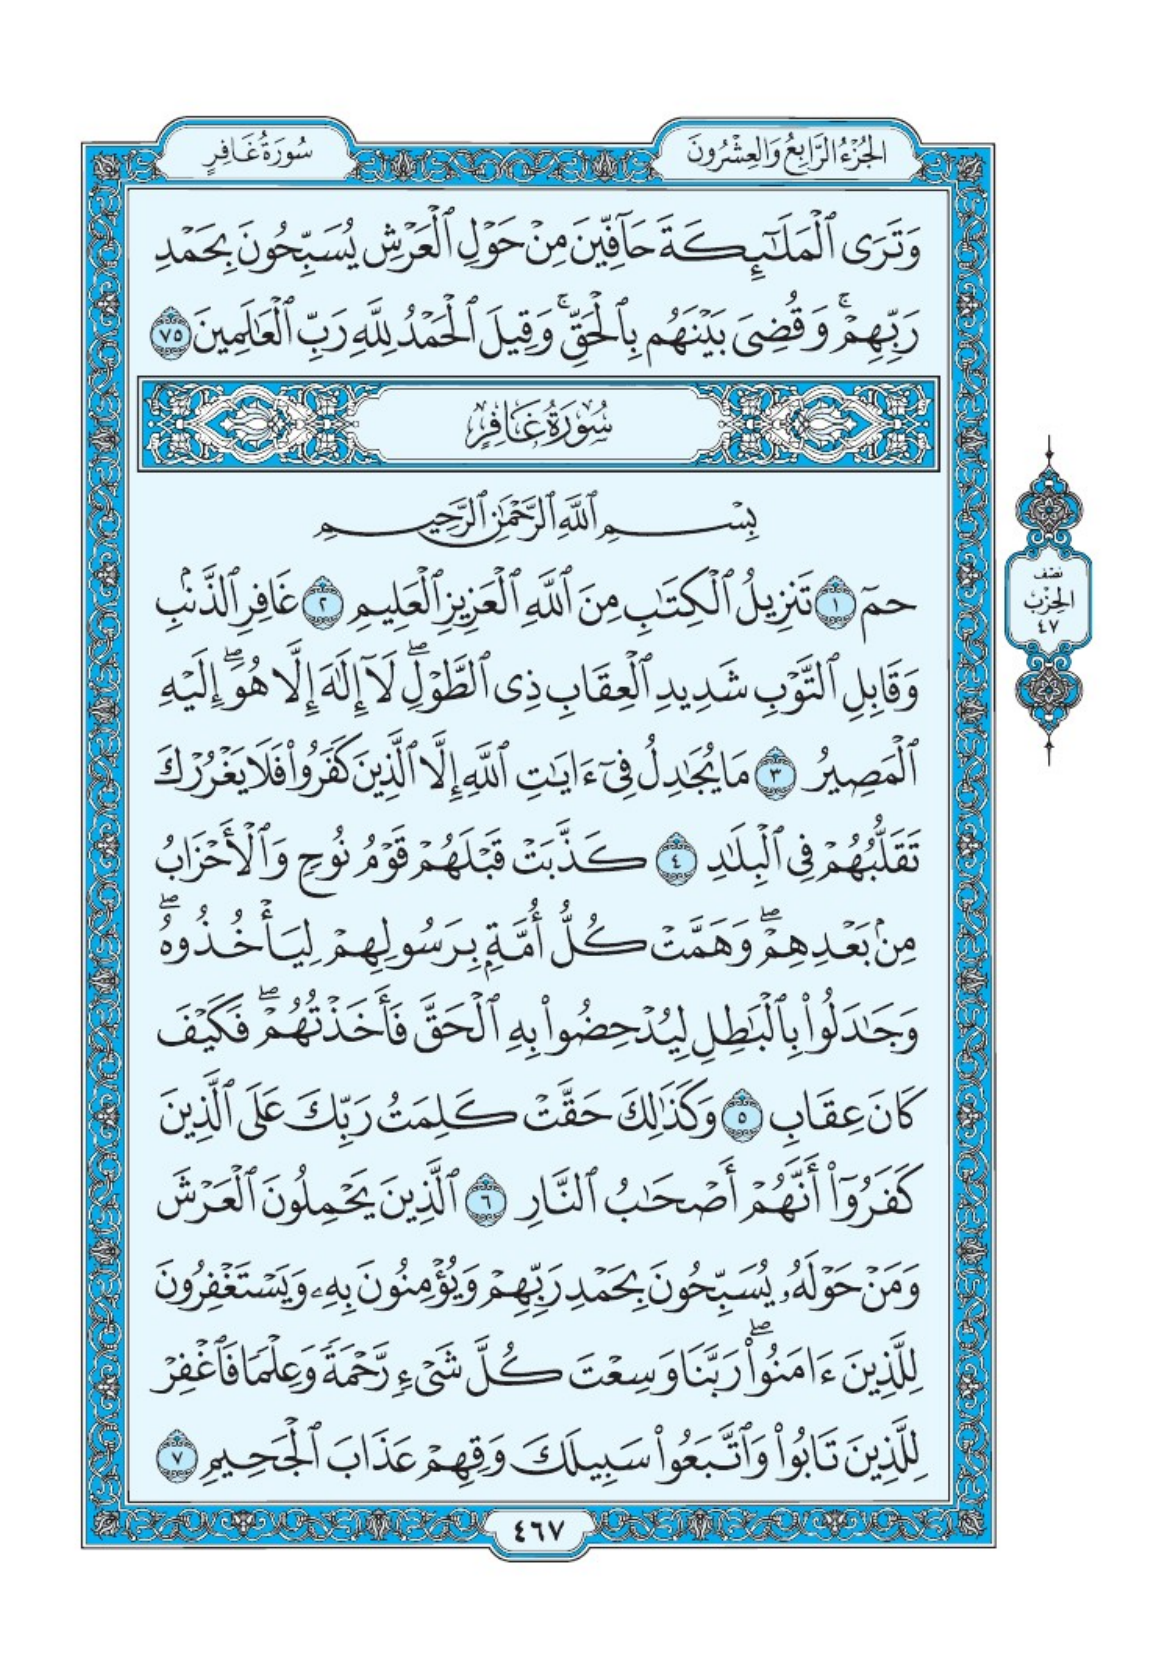 الجُزْءُ الرَّابِعُ وَالعِشْرُونَ
سُورَةُ غَافِرٍ
وَتَرَى ٱلْمَلَٰٓئِكَةَ حَآفِّينَ مِنْ حَوْلِ ٱلْعَرْشِ يُسَبِّحُونَ بِحَمْدِ
رَبِّهِمْۚ وَقُضِىَ بَيْنَهُم بِٱلْحَقِّۚ وَقِيلَ ٱلْحَمْدُ لِلَّهِ رَبِّ ٱلْعَٰلَمِينَ ٧٥
سُورَةُ غَافِرٍ
بِسْمِ ٱللَّهِ ٱلرَّحْمَٰنِ ٱلرَّحِيمِ
حمٓ ١ تَنزِيلُ ٱلْكِتَٰبِ مِنَ ٱللَّهِ ٱلْعَزِيزِ ٱلْعَلِيمِ ٢ غَافِرِ ٱلذَّنۢبِ
وَقَابِلِ ٱلتَّوْبِ شَدِيدِ ٱلْعِقَابِ ذِى ٱلطَّوْلِۖ لَآ إِلَٰهَ إِلَّا هُوَۖ إِلَيْهِ
ٱلْمَصِيرُ ٣ مَا يُجَٰدِلُ فِىٓ ءَايَٰتِ ٱللَّهِ إِلَّا ٱلَّذِينَ كَفَرُوا۟ فَلَا يَغْرُرْكَ
تَقَلُّبُهُمْ فِى ٱلْبِلَٰدِ ٤ كَذَّبَتْ قَبْلَهُمْ قَوْمُ نُوحٍ وَٱلْأَحْزَابُ
مِنۢ بَعْدِهِمْۖ وَهَمَّتْ كُلُّ أُمَّةٍۭ بِرَسُولِهِمْ لِيَأْخُذُوهُۖ
وَجَٰدَلُوا۟ بِٱلْبَٰطِلِ لِيُدْحِضُوا۟ بِهِ ٱلْحَقَّ فَأَخَذْتُهُمْۖ فَكَيْفَ
كَانَ عِقَابِ ٥ وَكَذَٰلِكَ حَقَّتْ كَلِمَتُ رَبِّكَ عَلَى ٱلَّذِينَ
كَفَرُوٓا۟ أَنَّهُمْ أَصْحَٰبُ ٱلنَّارِ ٦ ٱلَّذِينَ يَحْمِلُونَ ٱلْعَرْشَ
وَمَنْ حَوْلَهُۥ يُسَبِّحُونَ بِحَمْدِ رَبِّهِمْ وَيُؤْمِنُونَ بِهِۦ وَيَسْتَغْفِرُونَ
لِلَّذِينَ ءَامَنُوا۟ۖ رَبَّنَا وَسِعْتَ كُلَّ شَىْءٍ رَّحْمَةً وَعِلْمًا فَٱغْفِرْ
لِلَّذِينَ تَابُوا۟ وَٱتَّبَعُوا۟ سَبِيلَكَ وَقِهِمْ عَذَابَ ٱلْجَحِيمِ ٧
نصف
الحِزْب
٤٧
٤٦٧